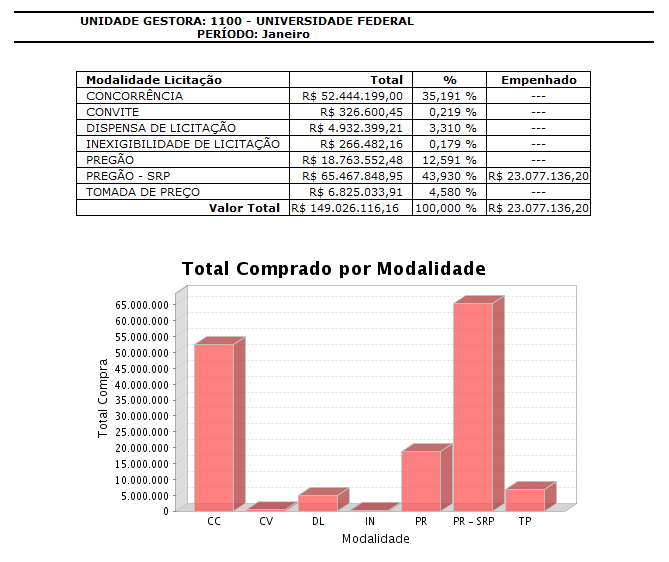 UNIDADE GESTORA: 1100 - UNIVERSIDADE FEDERAL
PERÍODO: Janeiro
Modalidade Licitação Total % Empenhado
CONCORRÊNCIA R$ 52.444.199,00 35,191 % ---
CONVITE R$ 326.600,45 0,219 % ---
DISPENSA DE LICITAÇÃO R$ 4.932.399,21 3,310 % ---
INEXIGIBILIDADE DE LICITAÇÃO R$ 266.482,16 0,179 % ---
PREGÃO R$ 18.763.552,48 12,591 % ---
PREGÃO - SRP R$ 65.467.848,95 43,930 % R$ 23.077.136,20
TOMADA DE PREÇO R$ 6.825.033,91 4,580 % ---
Valor Total R$ 149.026.116,16 100,000 % R$ 23.077.136,20
Total Comprado por Modalidade
Total Compra
65.000.000
60.000.000
55.000.000
50.000.000
45.000.000
40.000.000
35.000.000
30.000.000
25.000.000
20.000.000
15.000.000
10.000.000
5.000.000
0
CC CV DL IN PR PR - SRP TP
Modalidade